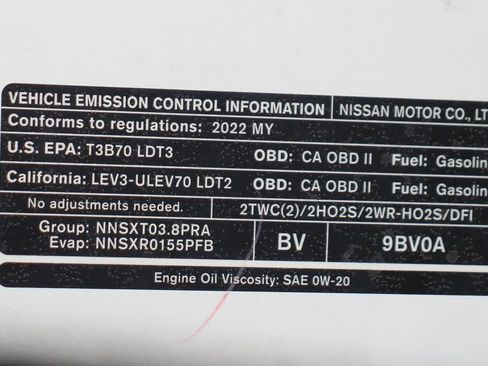 VEHICLE EMISSION CONTROL INFORMATION NISSAN MOTOR CO., LT
Conforms to regulations: 2022 MY
U.S. EPA: T3B70 LDT3 OBD: CA OBD II Fuel: Gasolin
California: LEV3-ULEV70 LDT2 OBD: CA OBD II Fuel: Gasolin
No adjustments needed. 2TWC(2)/2HO2S/2WR-HO2S/DFI
Group: NNSXT03.8PRA
Evap: NNSXR0155PFB BV 9BV0A
Engine Oil Viscosity: SAE 0W-20